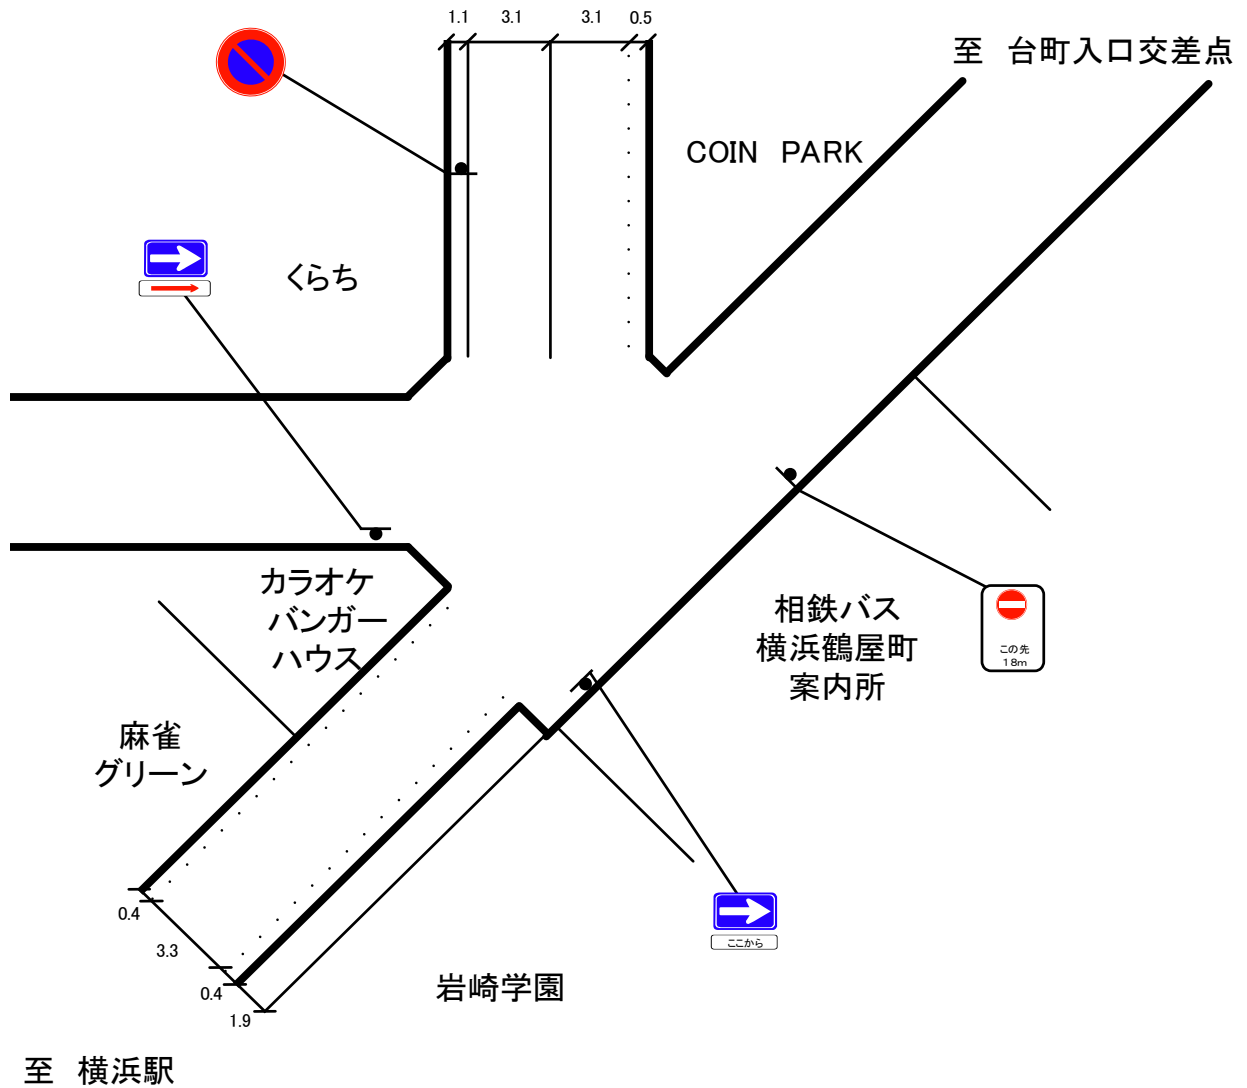 1.1 3.1 3.1 0.5
至 台町入口交差点
COIN PARK
くらち
カラオケ
バンガー
ハウス
相鉄バス
横浜鶴屋町
案内所
この先
18m
麻雀
グリーン
ここから
0.4
3.3
0.4
1.9
岩崎学園
至 横浜駅